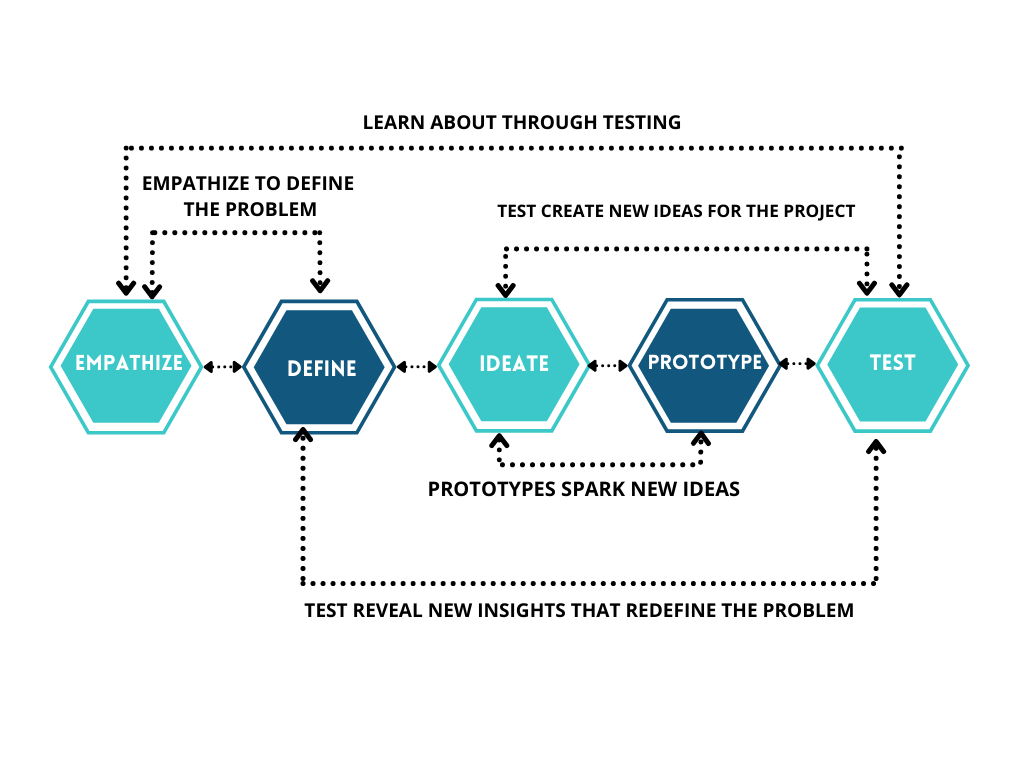 LEARN ABOUT THROUGH TESTING
EMPATHIZE TO DEFINE
THE PROBLEM
TEST CREATE NEW IDEAS FOR THE PROJECT
EMPATHIZE
DEFINE
IDEATE
PROTOTYPE
TEST
PROTOTYPES SPARK NEW IDEAS
TEST REVEAL NEW INSIGHTS THAT REDEFINE THE PROBLEM